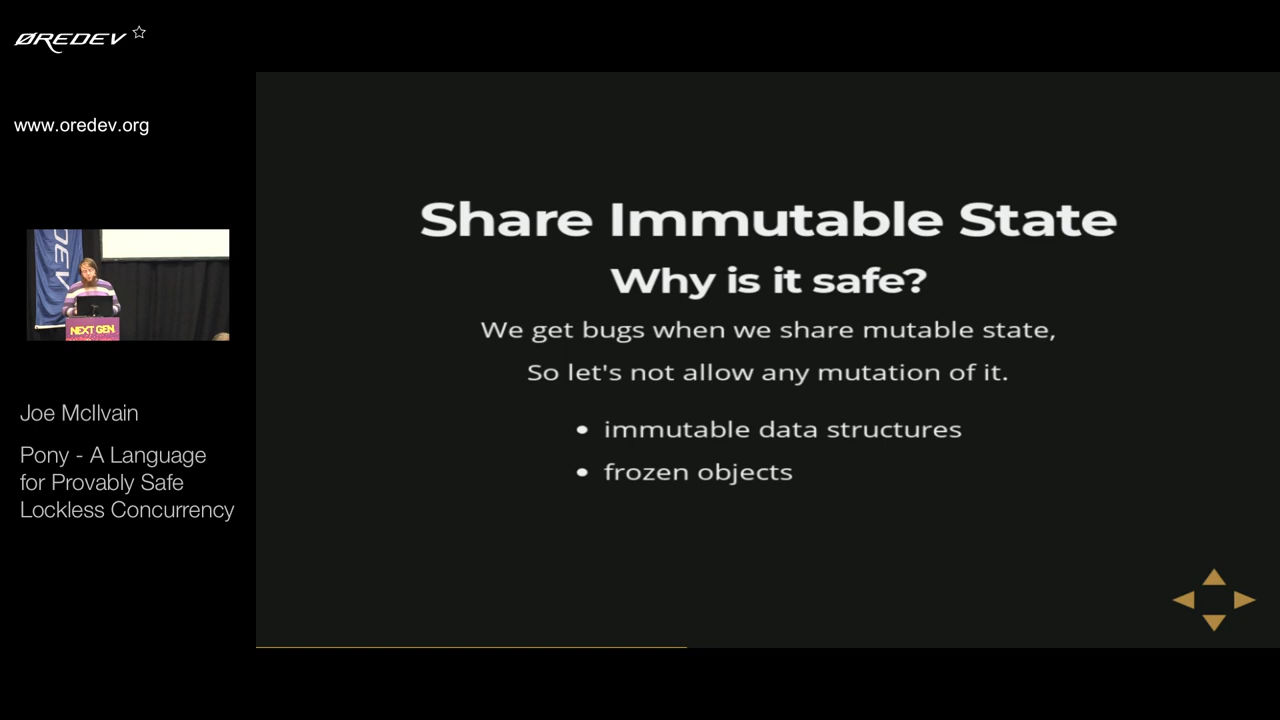 ØREDEV
www.oredev.org
DEV
NEXT GEN.
Joe McIlvain
Pony - A Language
for Provably Safe
Lockless Concurrency
Share Immutable State
Why is it safe?
We get bugs when we share mutable state,
So let's not allow any mutation of it.
• immutable data structures
• frozen objects